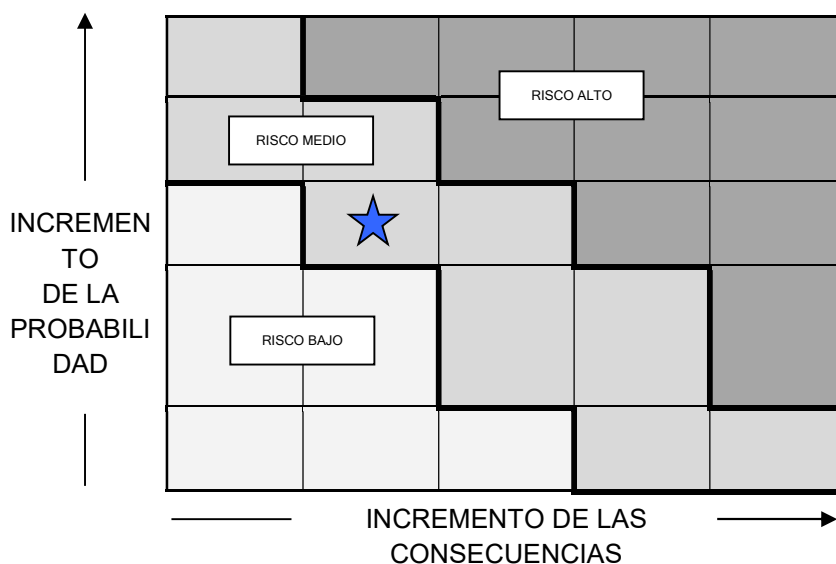 RISCO ALTO
RISCO MEDIO
INCREMEN
TO
DE LA
PROBABILI
DAD
RISCO BAJO
INCREMENTO DE LAS
CONSECUENCIAS